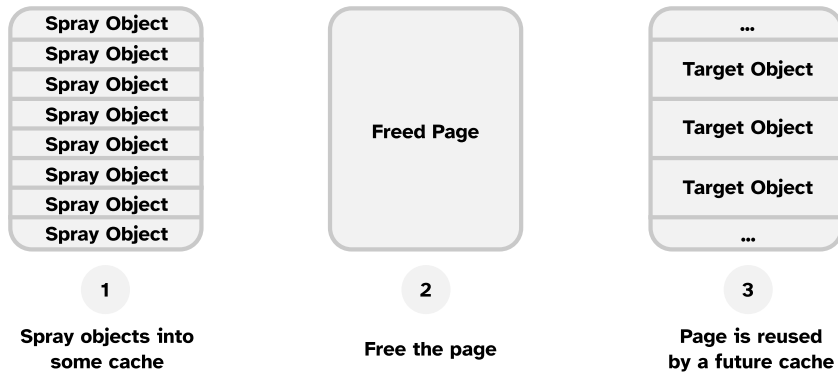 Spray Object
Spray Object
Spray Object
Spray Object
Spray Object
Spray Object
Spray Object
Spray Object
1
Spray objects into
some cache
Freed Page
2
Free the page
...
Target Object
Target Object
Target Object
...
3
Page is reused
by a future cache